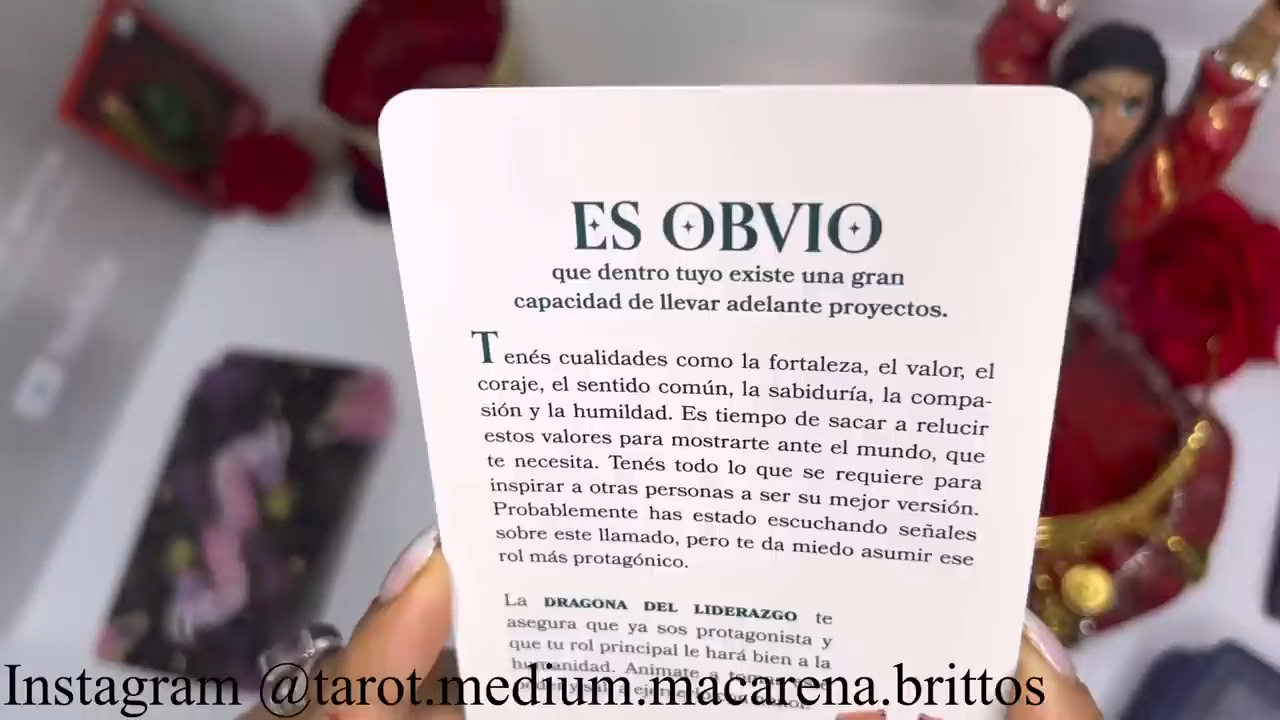 ES OBVIO
que dentro tuyo existe una gran
capacidad de llevar adelante proyectos.
Tenés cualidades como la fortaleza, el valor, el
coraje, el sentido común, la sabiduría, la compa-
sión y la humildad. Es tiempo de sacar a relucir
estos valores para mostrarte ante el mundo, que
te necesita. Tenés todo lo que se requiere para
inspirar a otras personas a ser su mejor versión.
Probablemente has estado escuchando señales
sobre este llamado, pero te da miedo asumir ese
rol más protagónico.
La DRAGONA DEL LIDERAZGO te
asegura que ya sos protagonista y
que tu rol principal le hará bien a la
humanidad. Animate a
Instagram @tarot.medium.macarena.brittos